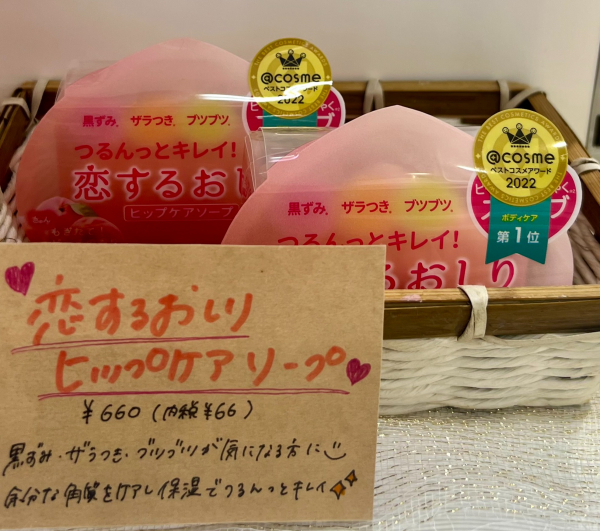 @cosme
ベストコスメアワード
2022
黒ずみ、ザラつき、ブツブツ、
つるんっとキレイ!
恋するおし
ヒップケアソープ
@cosme
ベストコスメアワード
2022
ボディケア
第1位
黒ずみ、ザラつき、ブツブツ、
つるんっとキレイ!
るおしり
恋するおしり
ヒップケアソープ
¥660(内税¥66)
黒ずみ・ザラつき・ブツブツが気になる方に
余分な角質をケアし保湿でつるんっとキレイ